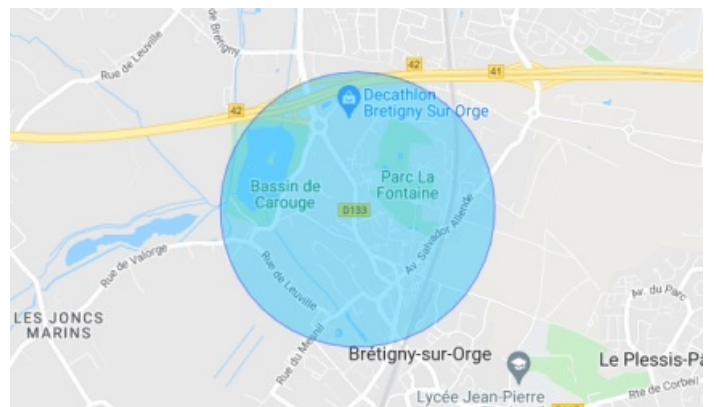 de Brétigny
Rue de Leuville
42
41
42
Decathlon
Bretigny Sur Orge
Bassin de
Carouge
Parc La
Fontaine
D133
Av. Salvador Allende
Rue de Valorge
Rue de Leuville
Rue du Mesnil
LES JONCS
MARINS
Av. du Parc
Brétigny-sur-Orge
Le Plessis-Pâ
Lycée Jean-Pierre
Rte de Corbeil